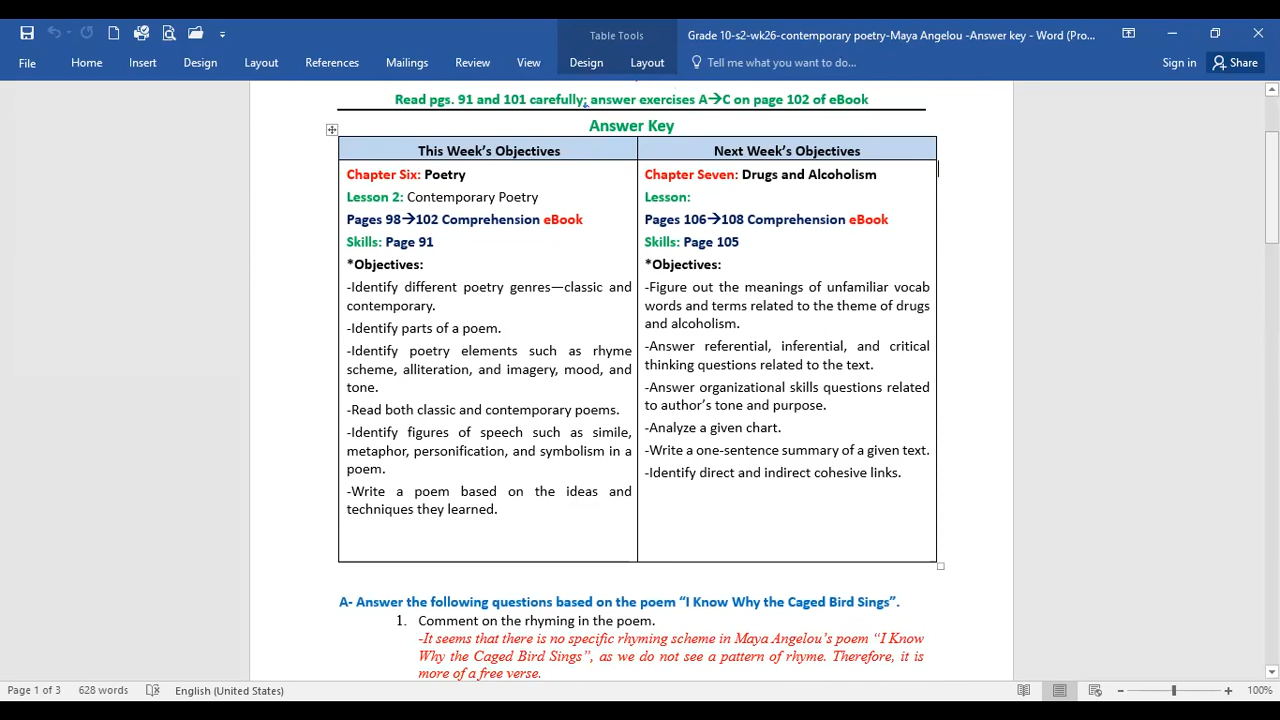 Table Tools
Grade 10-s2-wk26-contemporary poetry-Maya Angelou -Answer key - Word (Pro...
File Home Insert Design Layout References Mailings Review View Design Layout Tell me what you want to do... Sign in Share
Read pgs. 91 and 101 carefully; answer exercises A→C on page 102 of eBook
Answer Key
This Week's Objectives
Chapter Six: Poetry
Lesson 2: Contemporary Poetry
Pages 98→102 Comprehension eBook
Skills: Page 91
*Objectives:
-Identify different poetry genres—classic and
contemporary.
-Identify parts of a poem.
-Identify poetry elements such as rhyme
scheme, alliteration, and imagery, mood, and
tone.
-Read both classic and contemporary poems.
-Identify figures of speech such as simile,
metaphor, personification, and symbolism in a
poem.
-Write a poem based on the ideas and
techniques they learned.
Next Week's Objectives
Chapter Seven: Drugs and Alcoholism
Lesson:
Pages 106→108 Comprehension eBook
Skills: Page 105
*Objectives:
-Figure out the meanings of unfamiliar vocab
words and terms related to the theme of drugs
and alcoholism.
-Answer referential, inferential, and critical
thinking questions related to the text.
-Answer organizational skills questions related
to author's tone and purpose.
-Analyze a given chart.
-Write a one-sentence summary of a given text.
-Identify direct and indirect cohesive links.
A- Answer the following questions based on the poem “I Know Why the Caged Bird Sings”.
1. Comment on the rhyming in the poem.
-It seems that there is no specific rhyming scheme in Maya Angelou's poem “I Know
Why the Caged Bird Sings”, as we do not see a pattern of rhyme. Therefore, it is
more of a free verse.
Page 1 of 3 628 words English (United States) 100%